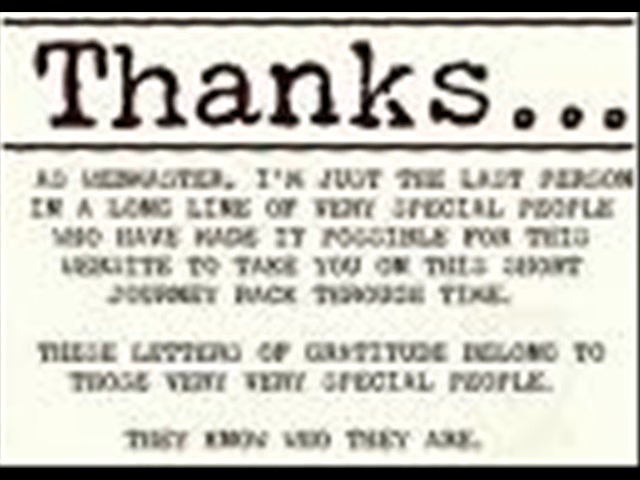 Thanks...
AS WEBMASTER, I'M JUST THE LAST PERSON
IN A LONG LINE OF VERY SPECIAL PEOPLE
WHO HAVE MADE IT POSSIBLE FOR THIS
WEBSITE TO TAKE YOU ON THIS SHORT
JOURNEY BACK THROUGH TIME.
THESE LETTERS OF GRATITUDE BELONG TO
THOSE VERY VERY SPECIAL PEOPLE.
THEY KNOW WHO THEY ARE.